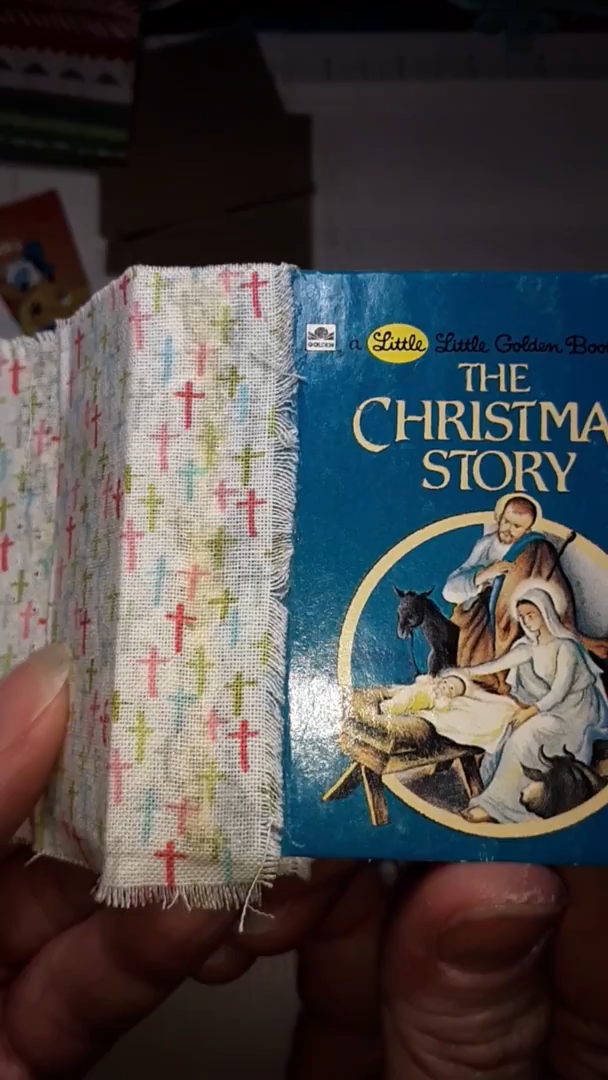 GOLDEN
a Little Little Golden Boo
THE
CHRISTMA
STORY